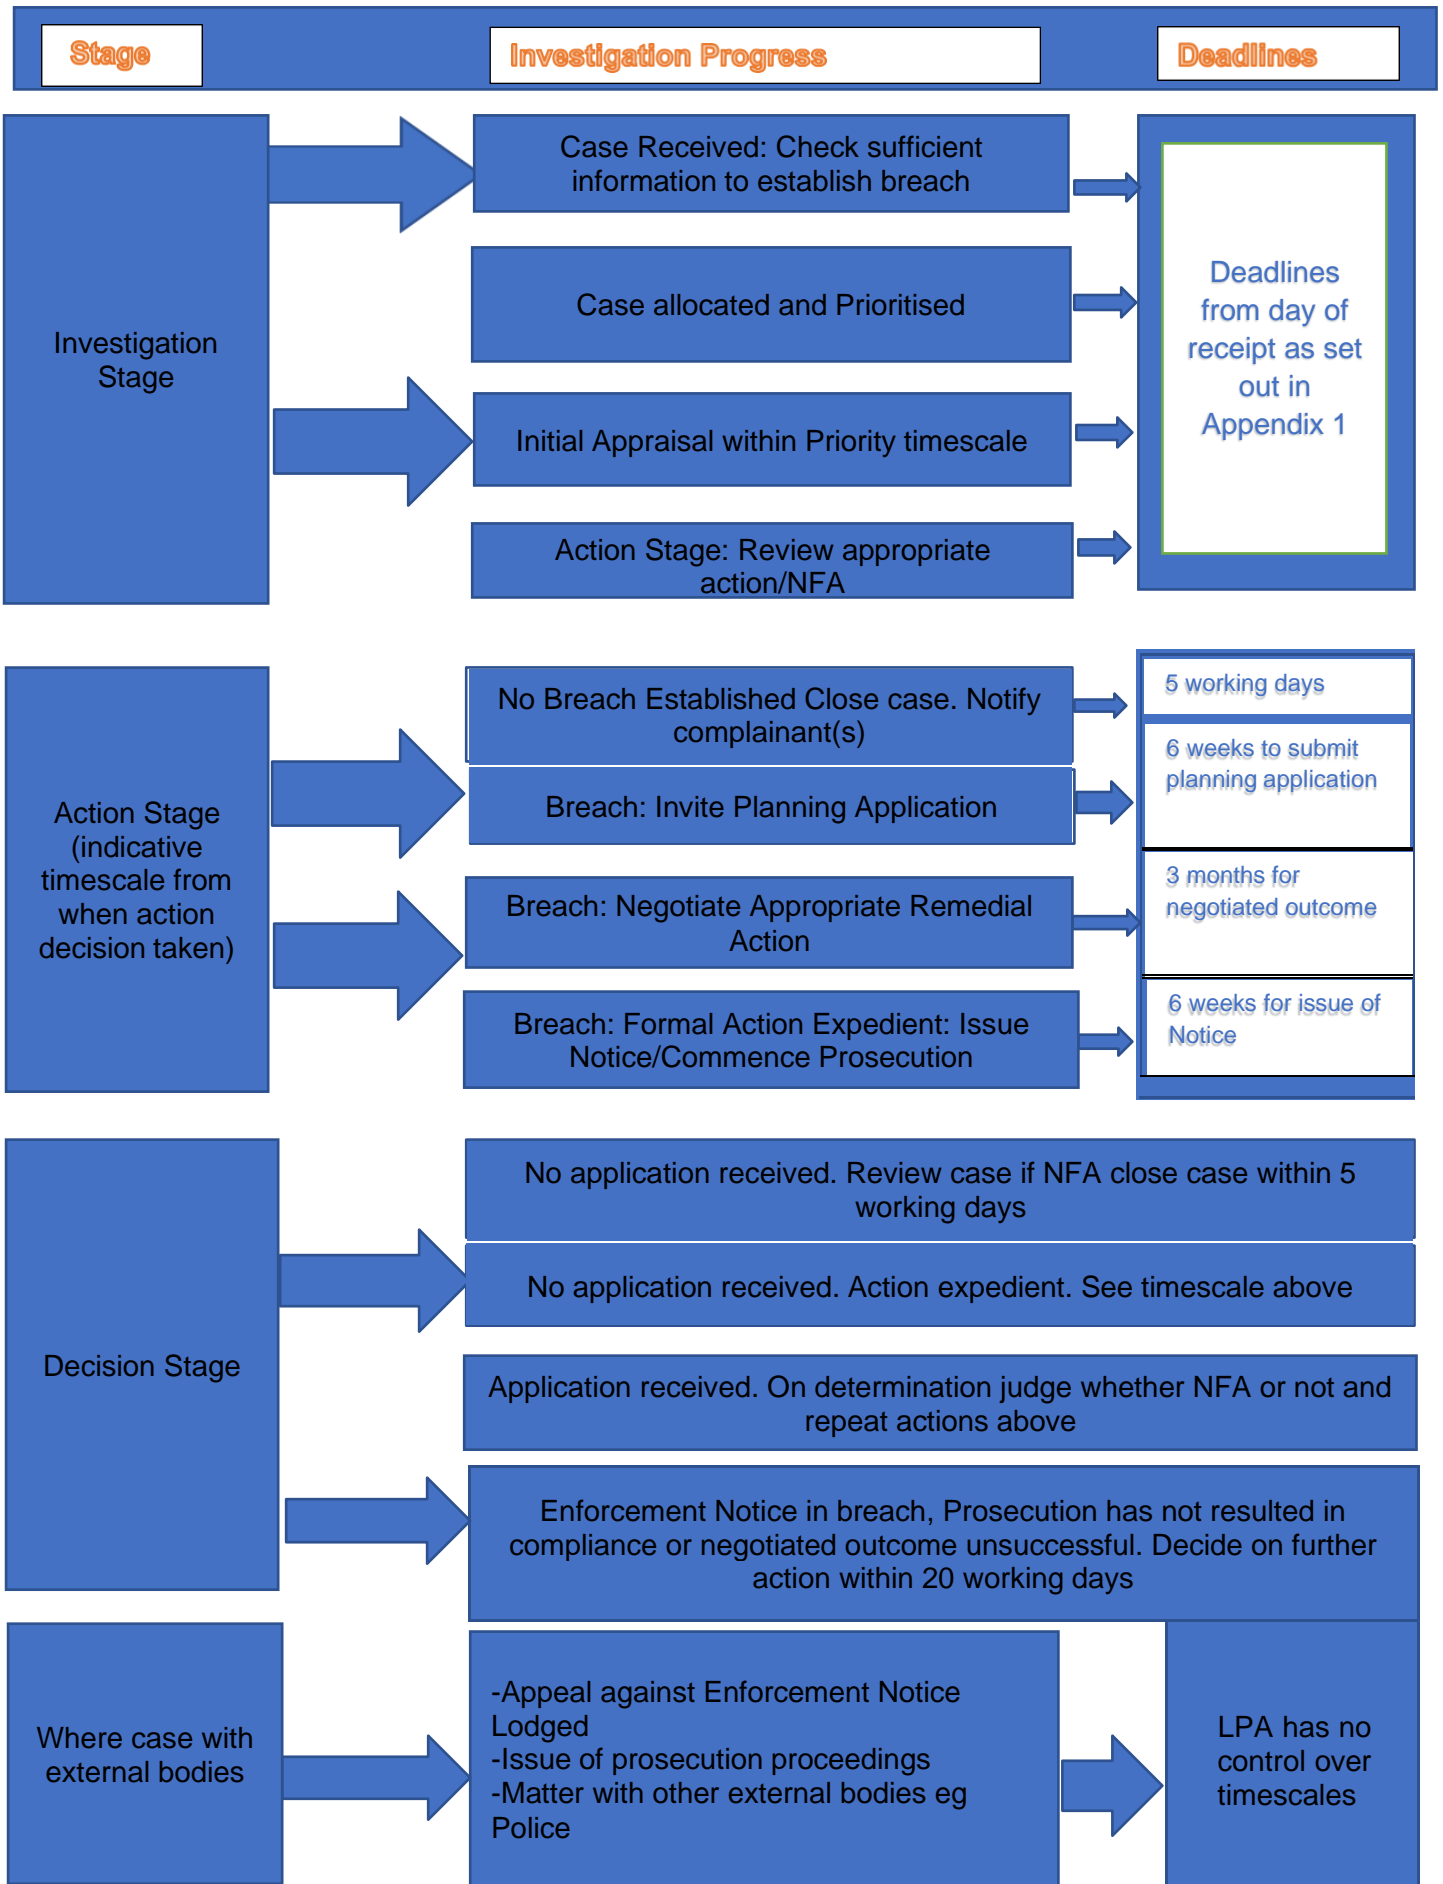 Stage
Investigation Progress
Deadlines
Investigation
Stage
Case Received: Check sufficient
information to establish breach
Case allocated and Prioritised
Initial Appraisal within Priority timescale
Action Stage: Review appropriate
action/NFA
Deadlines
from day of
receipt as set
out in
Appendix 1
Action Stage
(indicative
timescale from
when action
decision taken)
No Breach Established Close case. Notify
complainant(s)
5 working days
Breach: Invite Planning Application
6 weeks to submit
planning application
Breach: Negotiate Appropriate Remedial
Action
3 months for
negotiated outcome
Breach: Formal Action Expedient: Issue
Notice/Commence Prosecution
6 weeks for issue of
Notice
Decision Stage
No application received. Review case if NFA close case within 5
working days
No application received. Action expedient. See timescale above
Application received. On determination judge whether NFA or not and
repeat actions above
Enforcement Notice in breach, Prosecution has not resulted in
compliance or negotiated outcome unsuccessful. Decide on further
action within 20 working days
Where case with
external bodies
-Appeal against Enforcement Notice
Lodged
-Issue of prosecution proceedings
-Matter with other external bodies eg
Police
LPA has no
control over
timescales